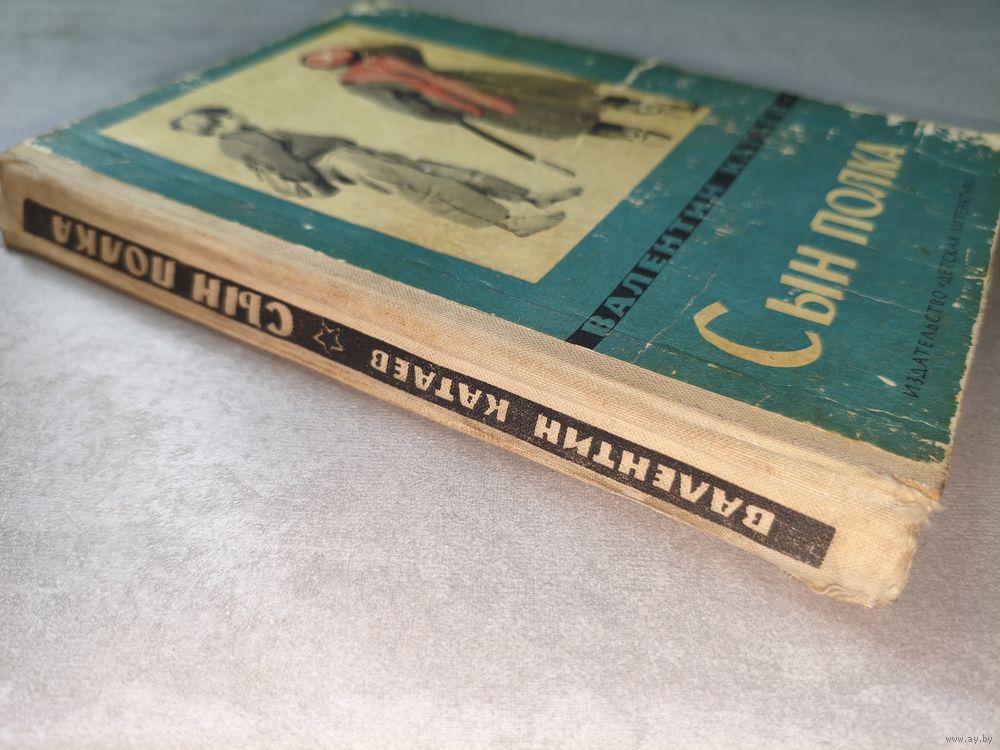 ВАЛЕНТИН КАТАЕВ
СЫН ПОЛКА
ИЗДАТЕЛЬСТВО «ДЕТСКАЯ ЛИТЕРАТУРА»
ВАЛЕНТИН КАТАЕВ ☆ СЫН ПОЛКА
www.ay.by